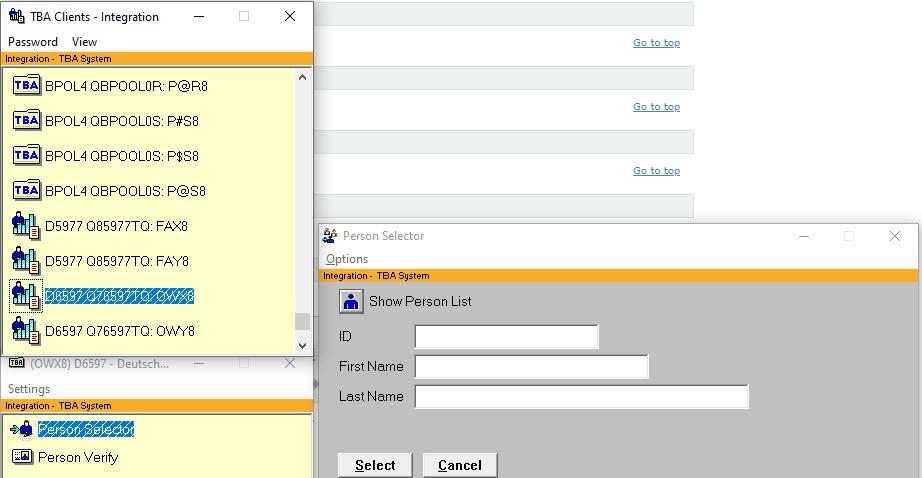 TBA Clients - Integration
Password View
Integration - TBA System
TBA BPOL4 QBPOOL0R: P@R8
TBA BPOL4 QBPOOL0S: P#S8
TBA BPOL4 QBPOOL0S: P$S8
TBA BPOL4 QBPOOL0S: P@S8
D5977 Q85977TQ: FAX8
D5977 Q85977TQ: FAY8
D6597 Q76597TQ: OWX8
D6597 Q76597TQ: OWY8
TBA (OWX8) D6597 - Deutsch...
Settings
Integration - TBA System
Person Selector
Person Verify
Go to top
Go to top
Go to top
Person Selector
Options
Integration - TBA System
Show Person List
ID
First Name
Last Name
Select Cancel